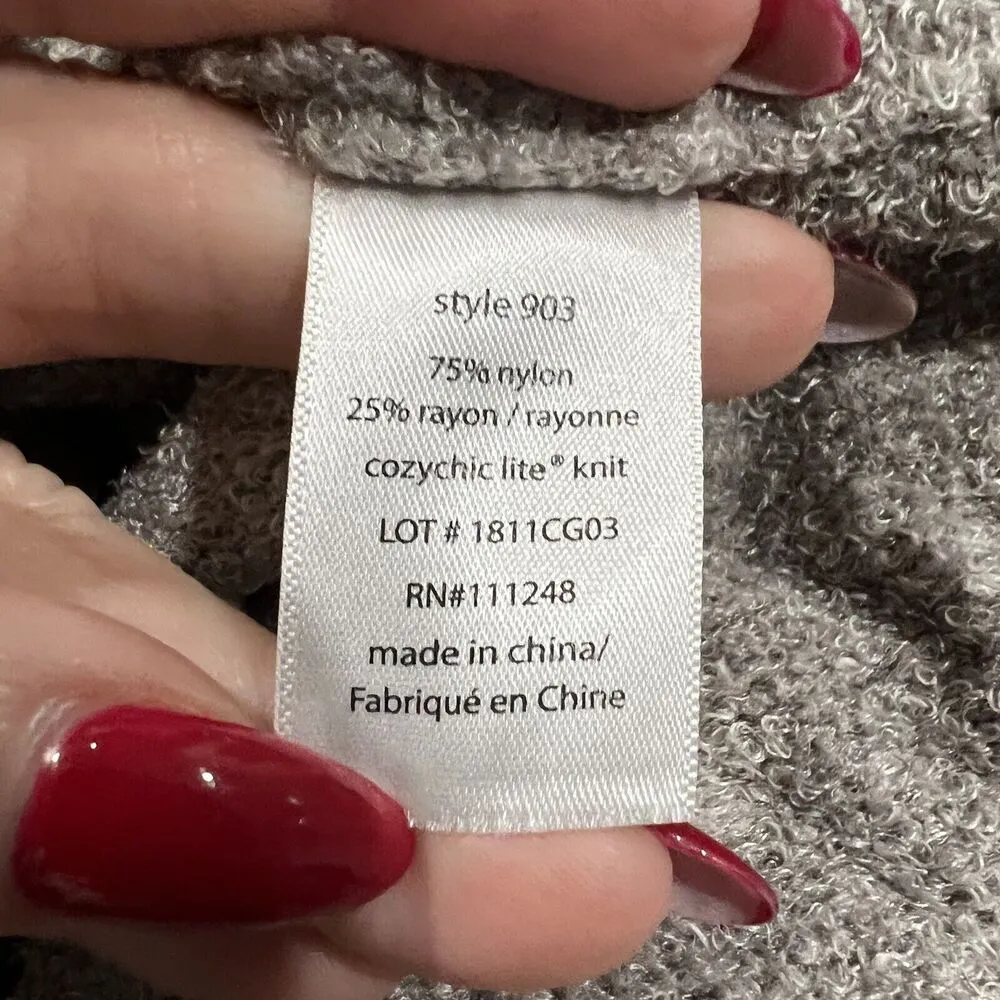 style 903
75% nylon
25% rayon / rayonne
cozychic lite® knit
LOT # 1811CG03
RN#111248
made in china/
Fabriqué en Chine